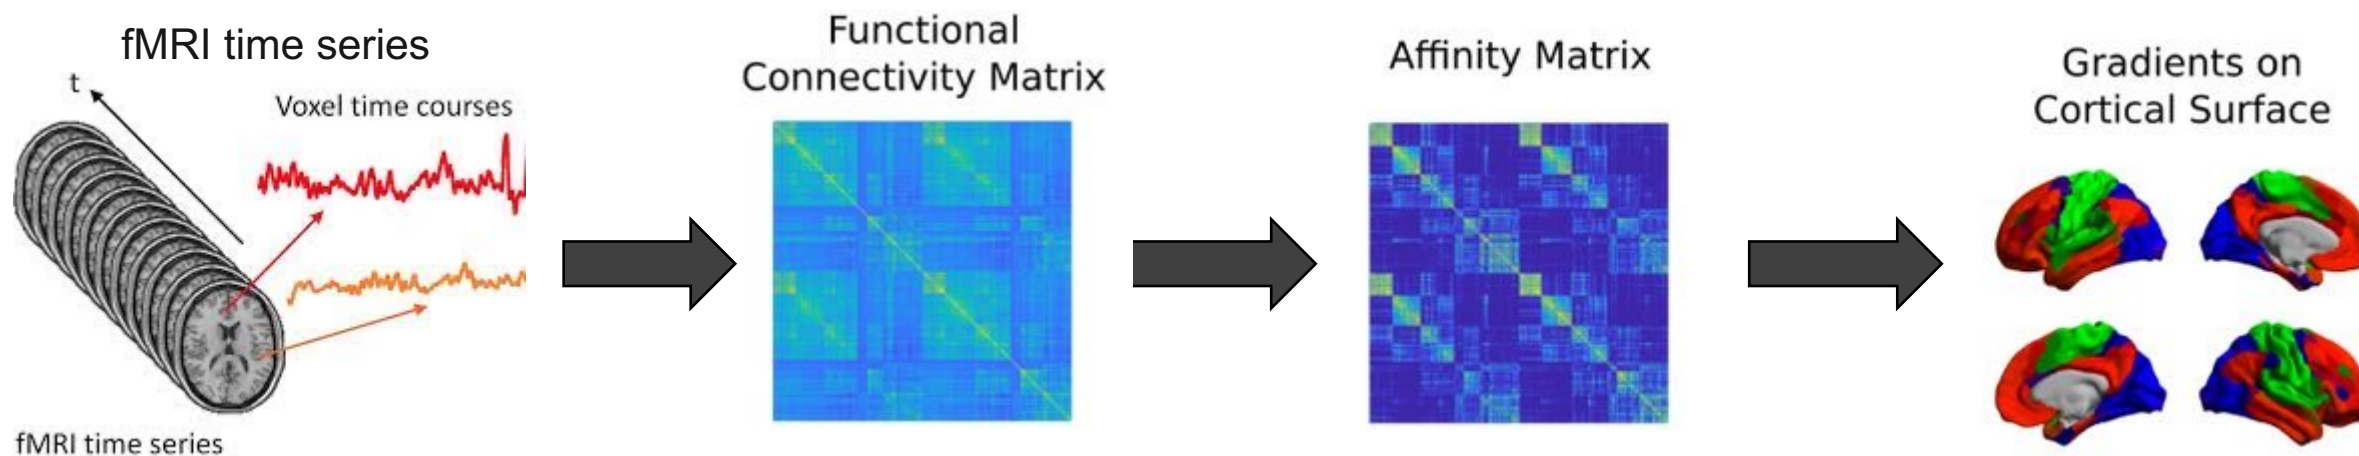 fMRI time series
t
Voxel time courses
fMRI time series
Functional
Connectivity Matrix
Affinity Matrix
Gradients on
Cortical Surface